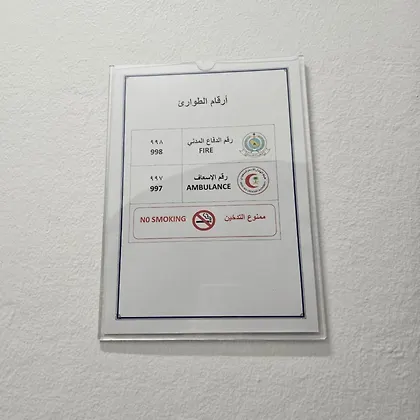 أرقام الطوارئ
رقم الدفاع المدني ٩٩٨
FIRE 998
رقم الإسعاف ٩٩٧
AMBULANCE 997
ممنوع التدخين NO SMOKING